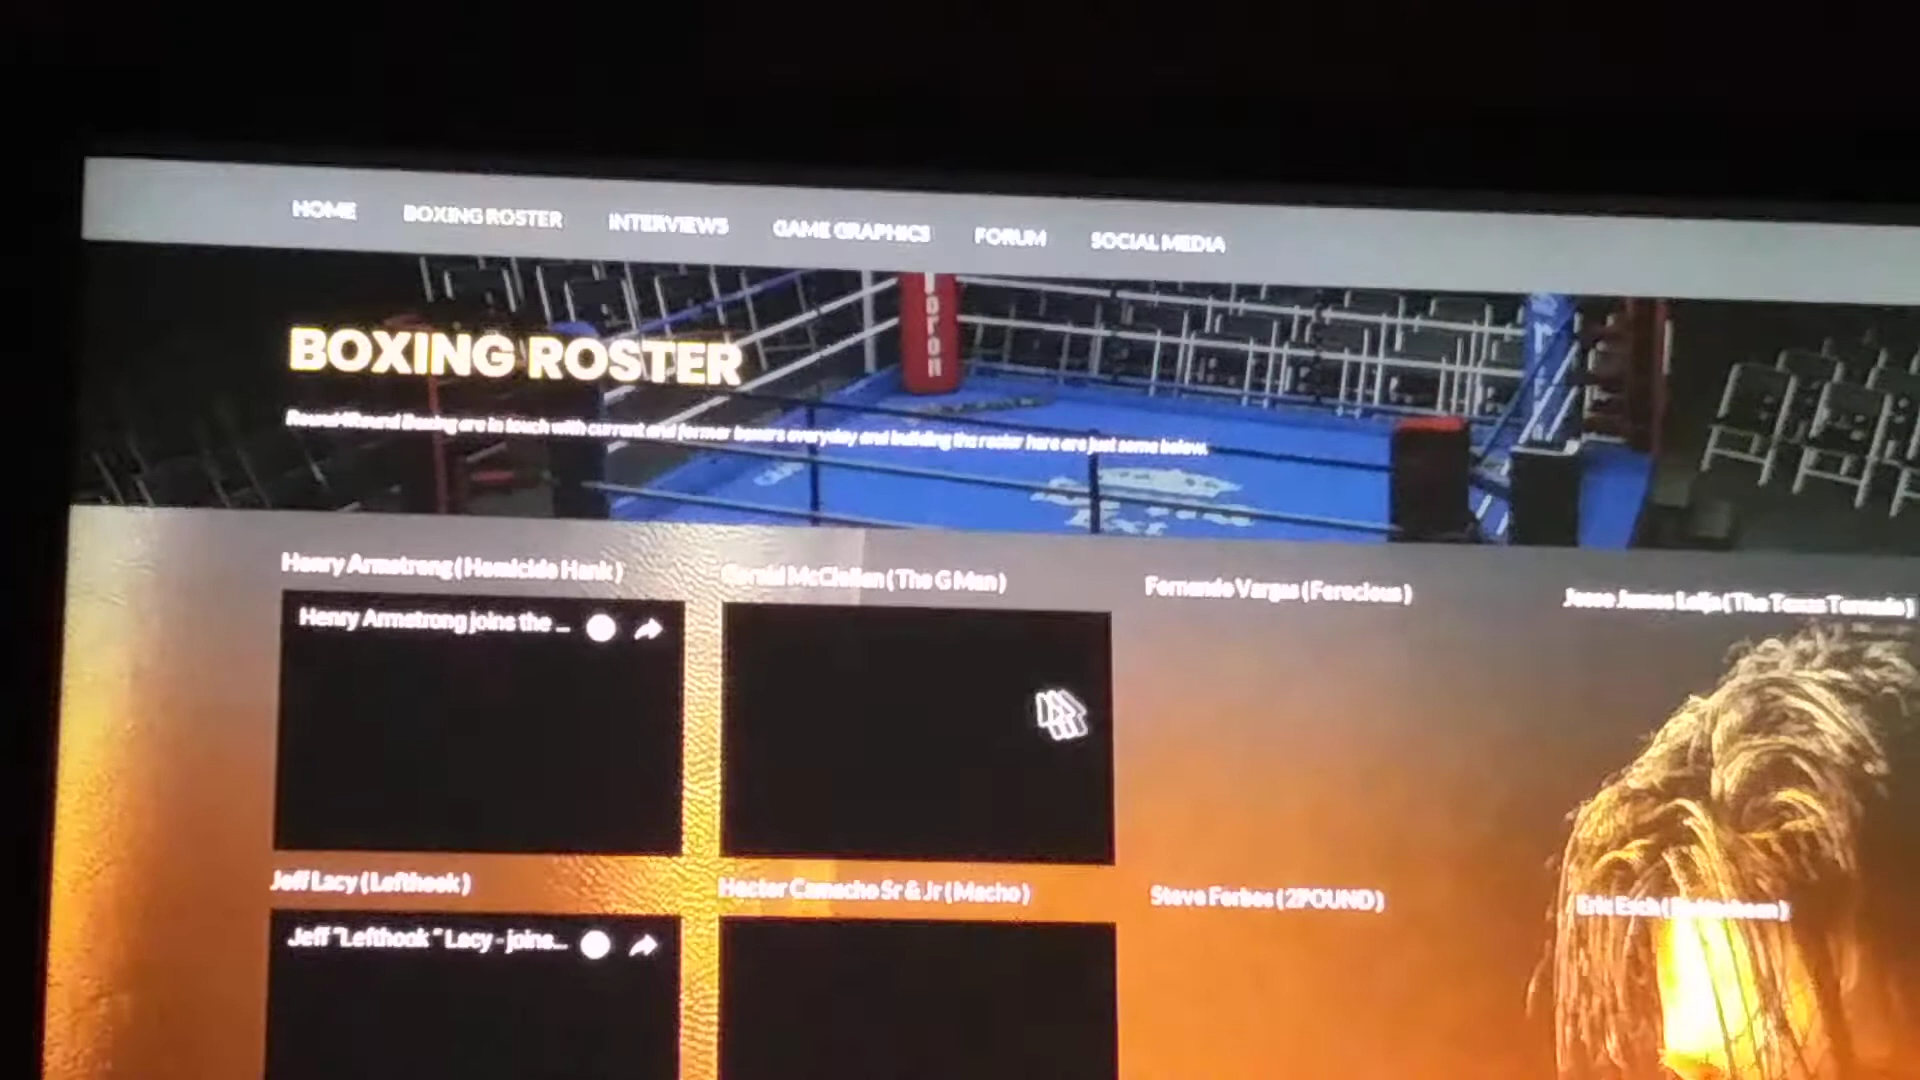 HOME BOXING ROSTER INTERVIEWS GAME GRAPHICS FORUM SOCIAL MEDIA
BOXING ROSTER
Round4Round Boxing are in touch with current and former boxers everyday and building the roster here are just some below.
Henry Armstrong ( Homicide Hank ) Gerald McClellan ( The G Man ) Fernando Vargas ( Ferocious ) Jesse James Leija ( The Texas Tornado )
Henry Armstrong joins the ...
Jeff Lacy ( Lefthook ) Hector Camacho Sr & Jr ( Macho ) Steve Forbes ( 2POUND ) Eric Esch (
Jeff "Lefthook " Lacy - joins...